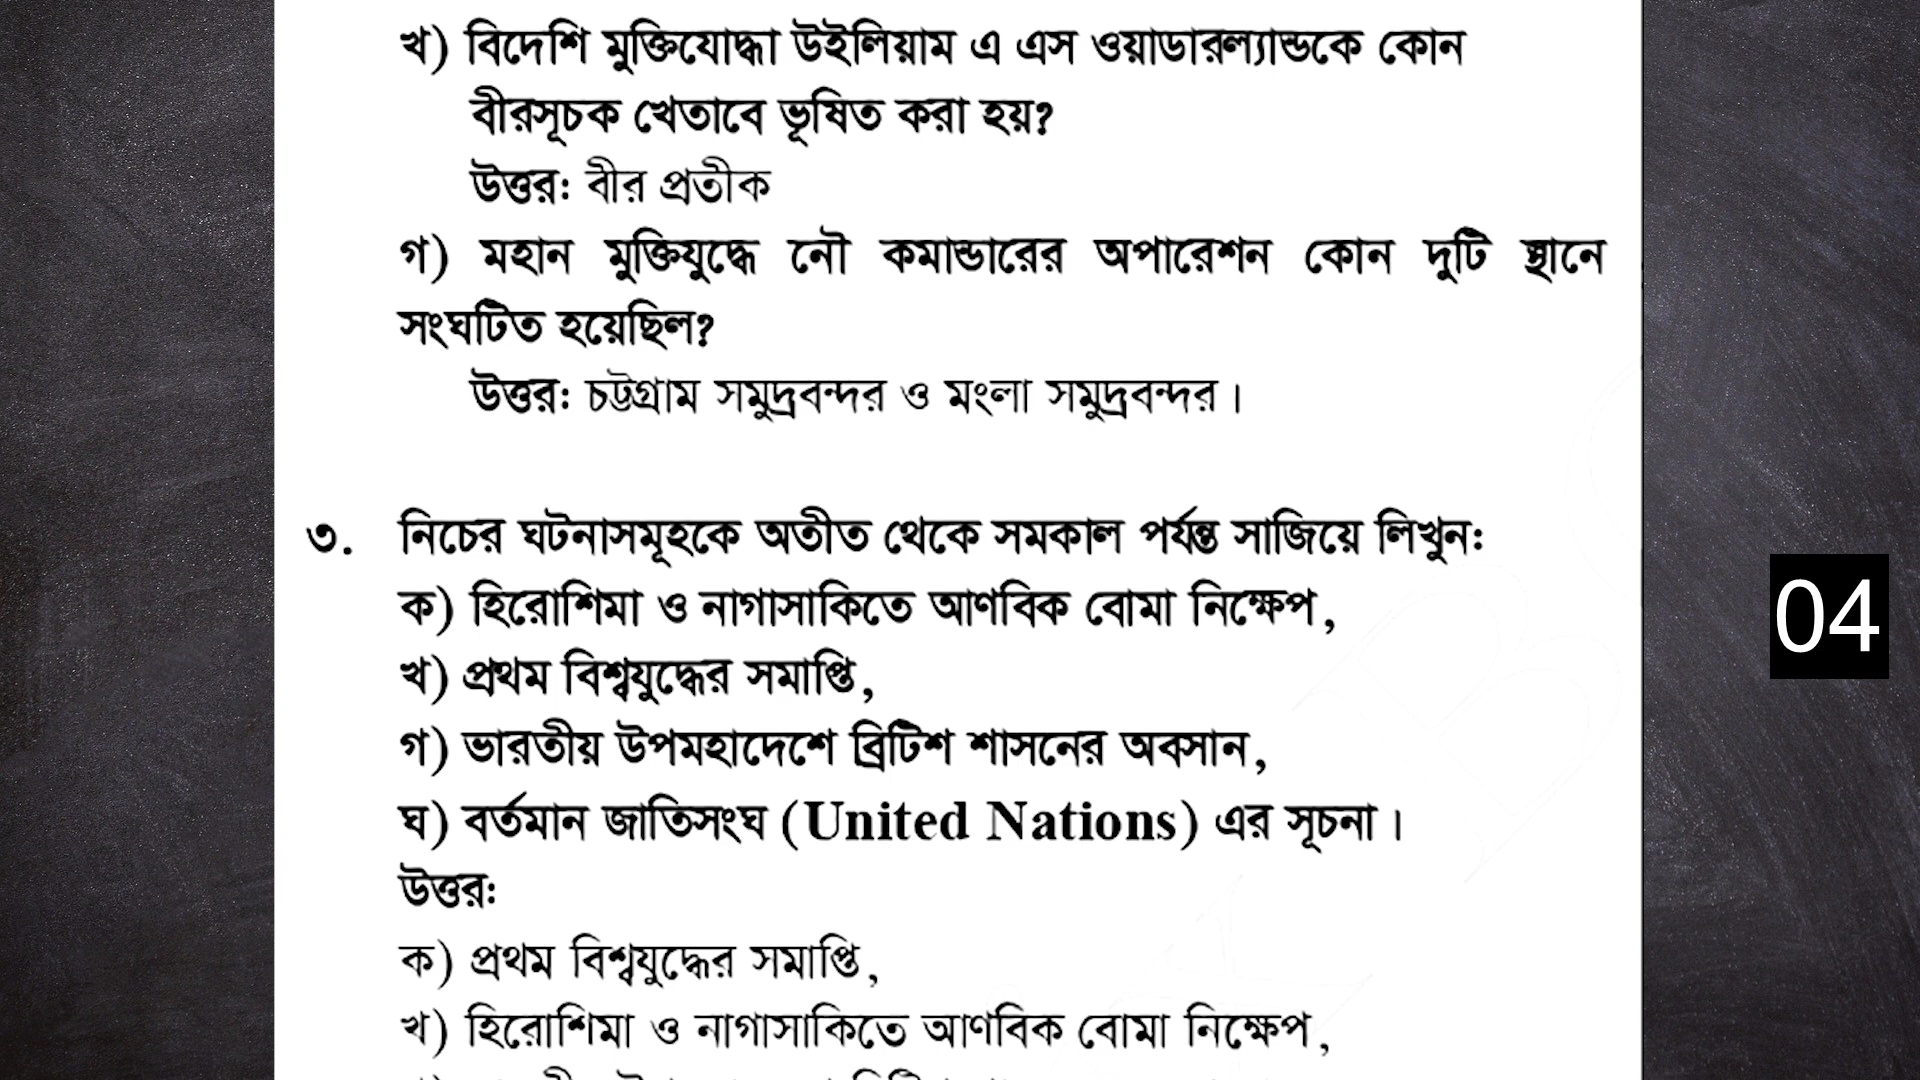 খ) বিদেশি মুক্তিযোদ্ধা উইলিয়াম এ এস ওয়াডারল্যান্ডকে কোন
বীরসূচক খেতাবে ভূষিত করা হয়?
উত্তর: বীর প্রতীক
গ) মহান মুক্তিযুদ্ধে নৌ কমান্ডারের অপারেশন কোন দুটি স্থানে
সংঘটিত হয়েছিল?
উত্তর: চট্টগ্রাম সমুদ্রবন্দর ও মংলা সমুদ্রবন্দর।
৩. নিচের ঘটনাসমূহকে অতীত থেকে সমকাল পর্যন্ত সাজিয়ে লিখুন:
ক) হিরোশিমা ও নাগাসাকিতে আণবিক বোমা নিক্ষেপ,
খ) প্রথম বিশ্বযুদ্ধের সমাপ্তি,
গ) ভারতীয় উপমহাদেশে ব্রিটিশ শাসনের অবসান,
04
ঘ) বর্তমান জাতিসংঘ (United Nations) এর সূচনা।
উত্তর:
ক) প্রথম বিশ্বযুদ্ধের সমাপ্তি,
খ) হিরোশিমা ও নাগাসাকিতে আণবিক বোমা নিক্ষেপ,